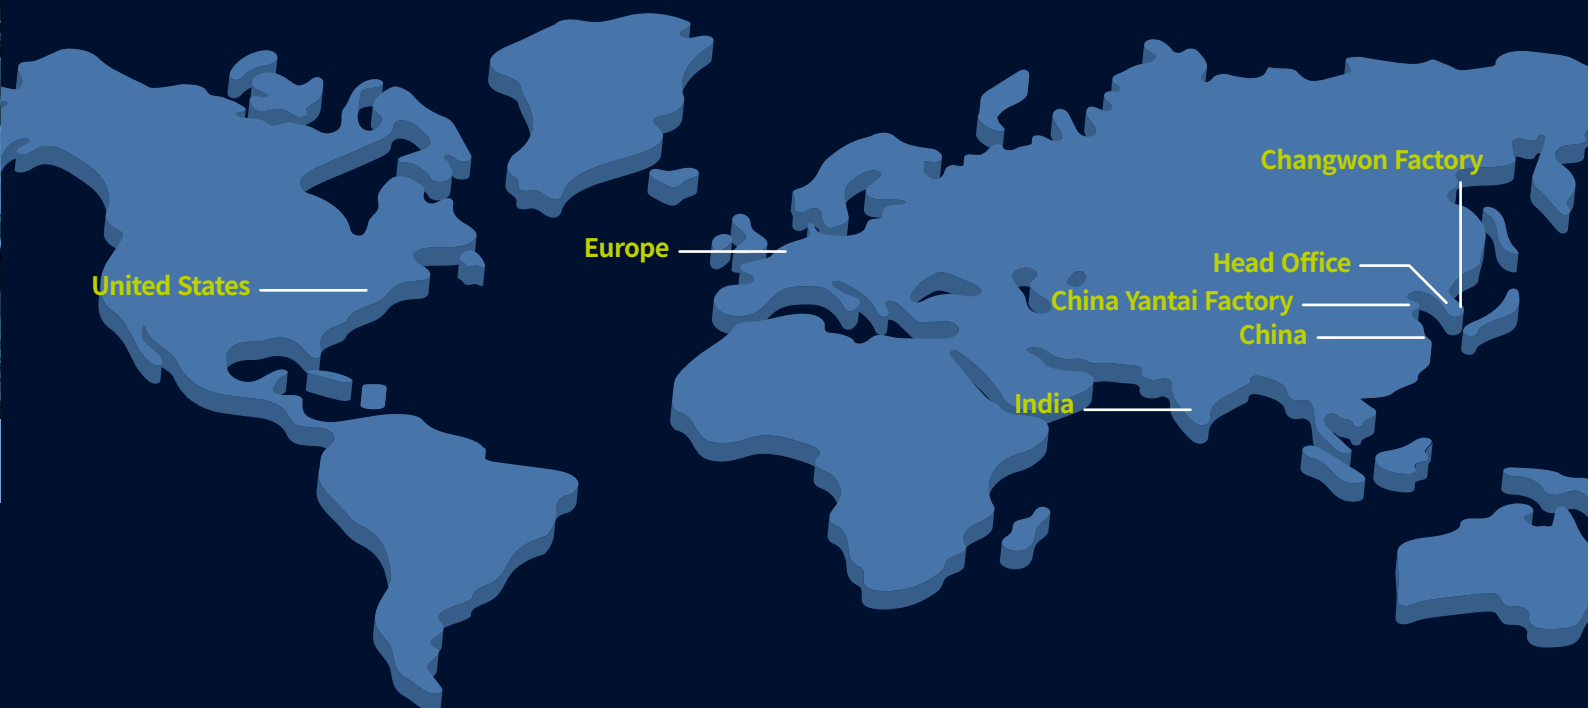 Changwon Factory
Europe
Head Office
United States
China Yantai Factory
China
India